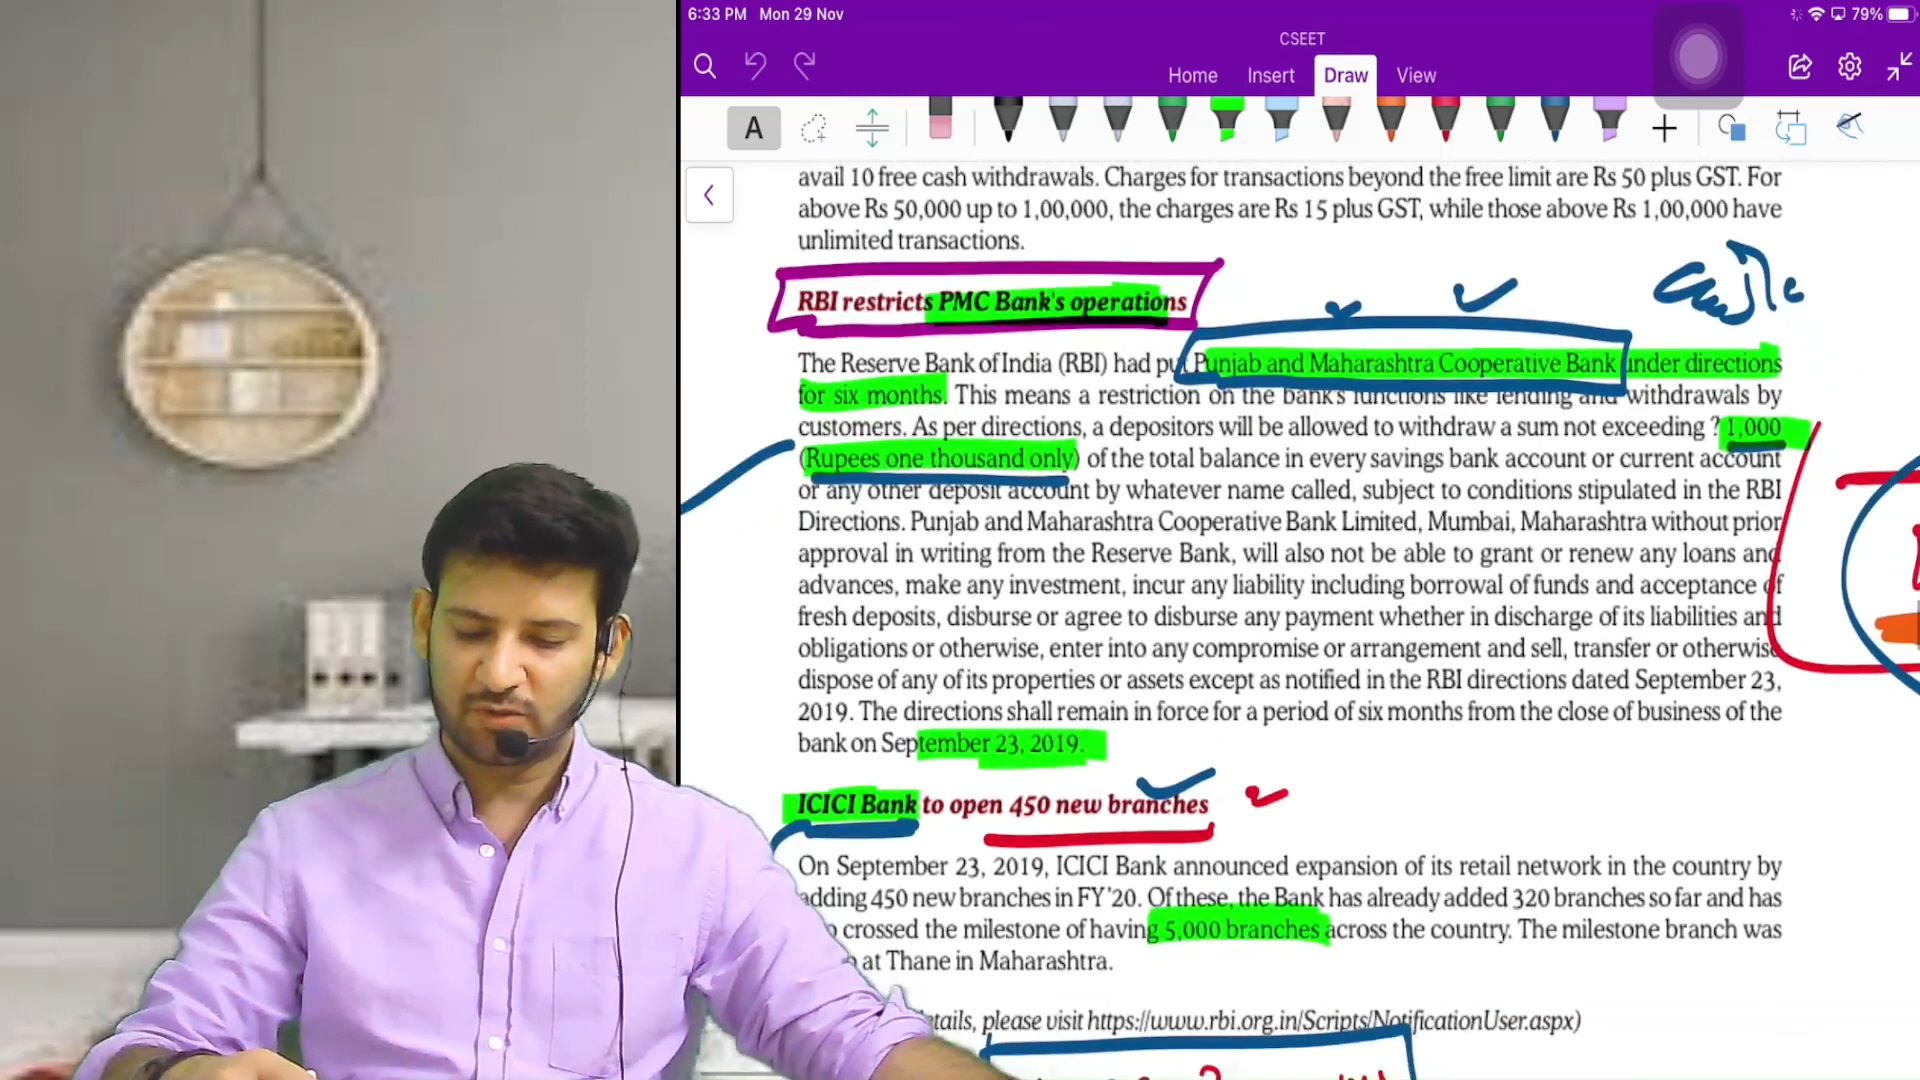 6:33 PM Mon 29 Nov
79%
CSEET
Home Insert Draw View
A
avail 10 free cash withdrawals. Charges for transactions beyond the free limit are Rs 50 plus GST. For
above Rs 50,000 up to 1,00,000, the charges are Rs 15 plus GST, while those above Rs 1,00,000 have
unlimited transactions.
RBI restricts PMC Bank's operations
The Reserve Bank of India (RBI) had put Punjab and Maharashtra Cooperative Bank under directions
for six months. This means a restriction on the bank's functions like lending and withdrawals by
customers. As per directions, a depositors will be allowed to withdraw a sum not exceeding ? 1,000
(Rupees one thousand only) of the total balance in every savings bank account or current account
or any other deposit account by whatever name called, subject to conditions stipulated in the RBI
Directions. Punjab and Maharashtra Cooperative Bank Limited, Mumbai, Maharashtra without prior
approval in writing from the Reserve Bank, will also not be able to grant or renew any loans and
advances, make any investment, incur any liability including borrowal of funds and acceptance of
fresh deposits, disburse or agree to disburse any payment whether in discharge of its liabilities and
obligations or otherwise, enter into any compromise or arrangement and sell, transfer or otherwise
dispose of any of its properties or assets except as notified in the RBI directions dated September 23,
2019. The directions shall remain in force for a period of six months from the close of business of the
bank on September 23, 2019.
ICICI Bank to open 450 new branches
On September 23, 2019, ICICI Bank announced expansion of its retail network in the country by
adding 450 new branches in FY'20. Of these, the Bank has already added 320 branches so far and has
crossed the milestone of having 5,000 branches across the country. The milestone branch was
at Thane in Maharashtra.
please visit https://www.rbi.org.in/Scripts/NotificationUser.aspx)